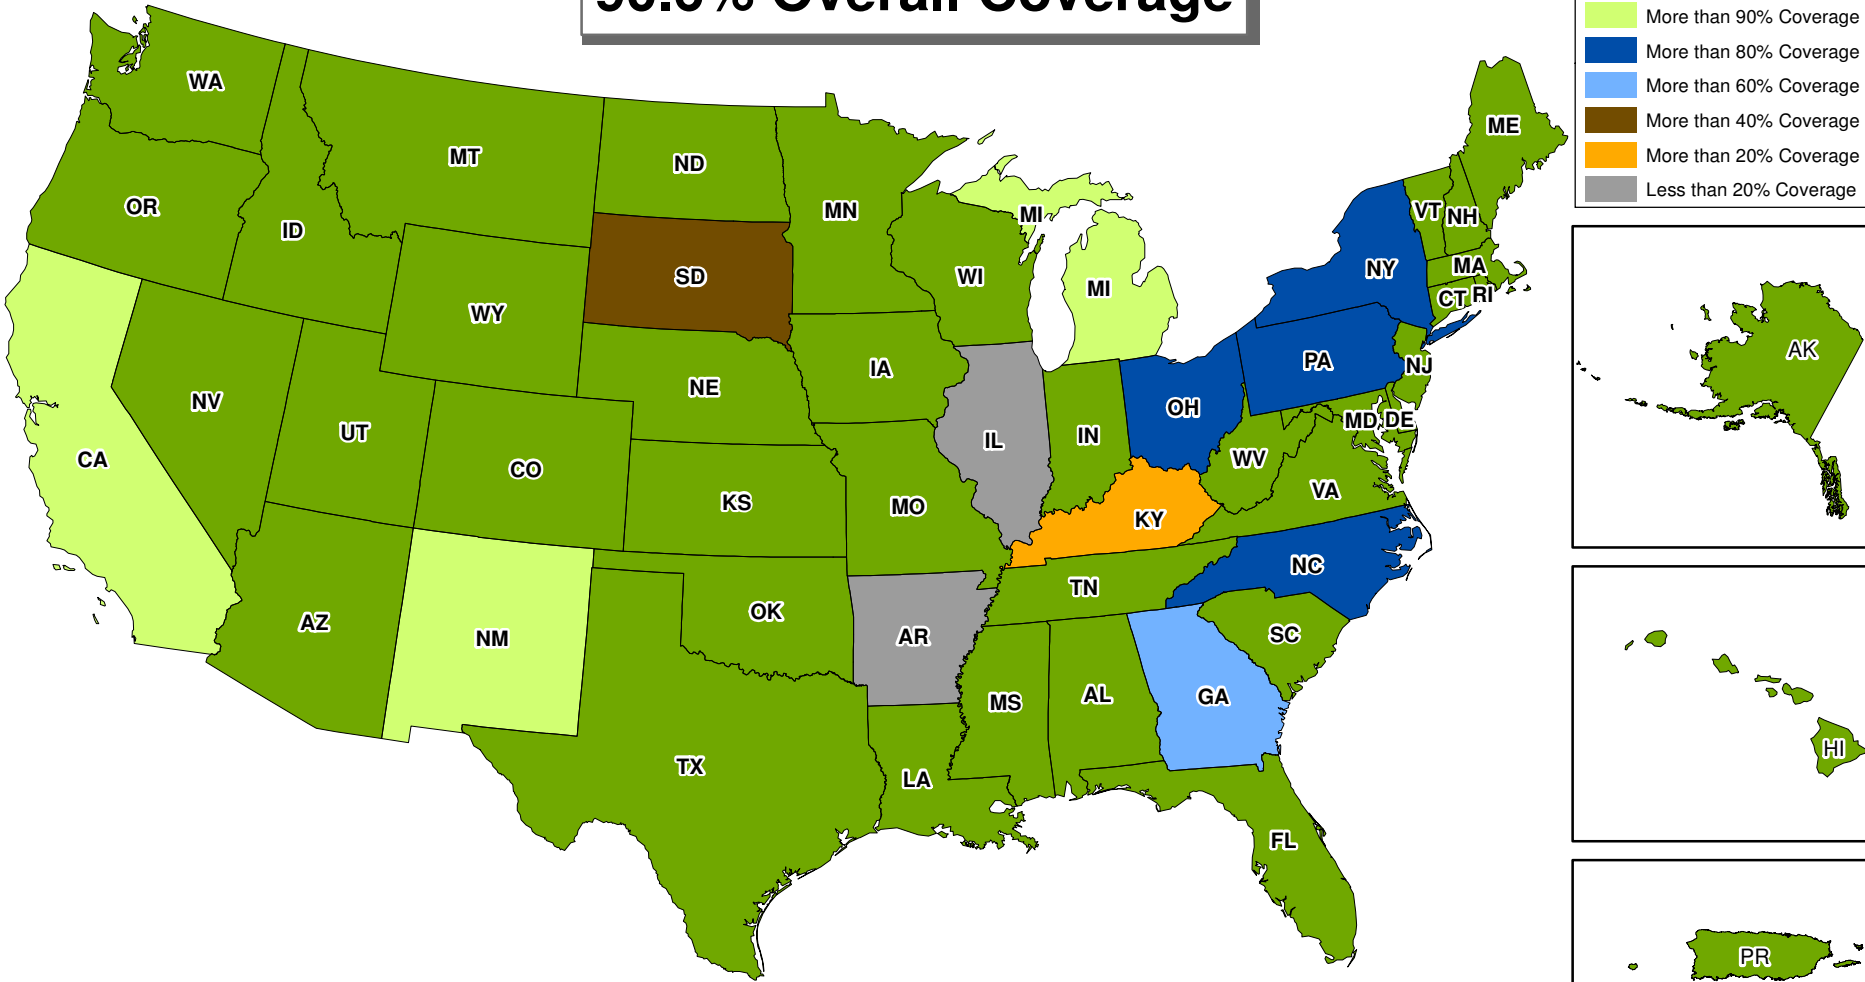 Overall Coverage
More than 90% Coverage
More than 80% Coverage
More than 60% Coverage
More than 40% Coverage
More than 20% Coverage
Less than 20% Coverage
WA
MT
ND
MN
ME
OR
ID
SD
WI
MI
MI
VT
NH
NY
MA
CT
RI
WY
IA
NE
PA
NJ
NV
UT
CO
CA
IL
IN
OH
MD
DE
WV
VA
KS
MO
KY
NC
TN
AZ
NM
OK
AR
SC
MS
AL
GA
TX
LA
FL
AK
HI
PR